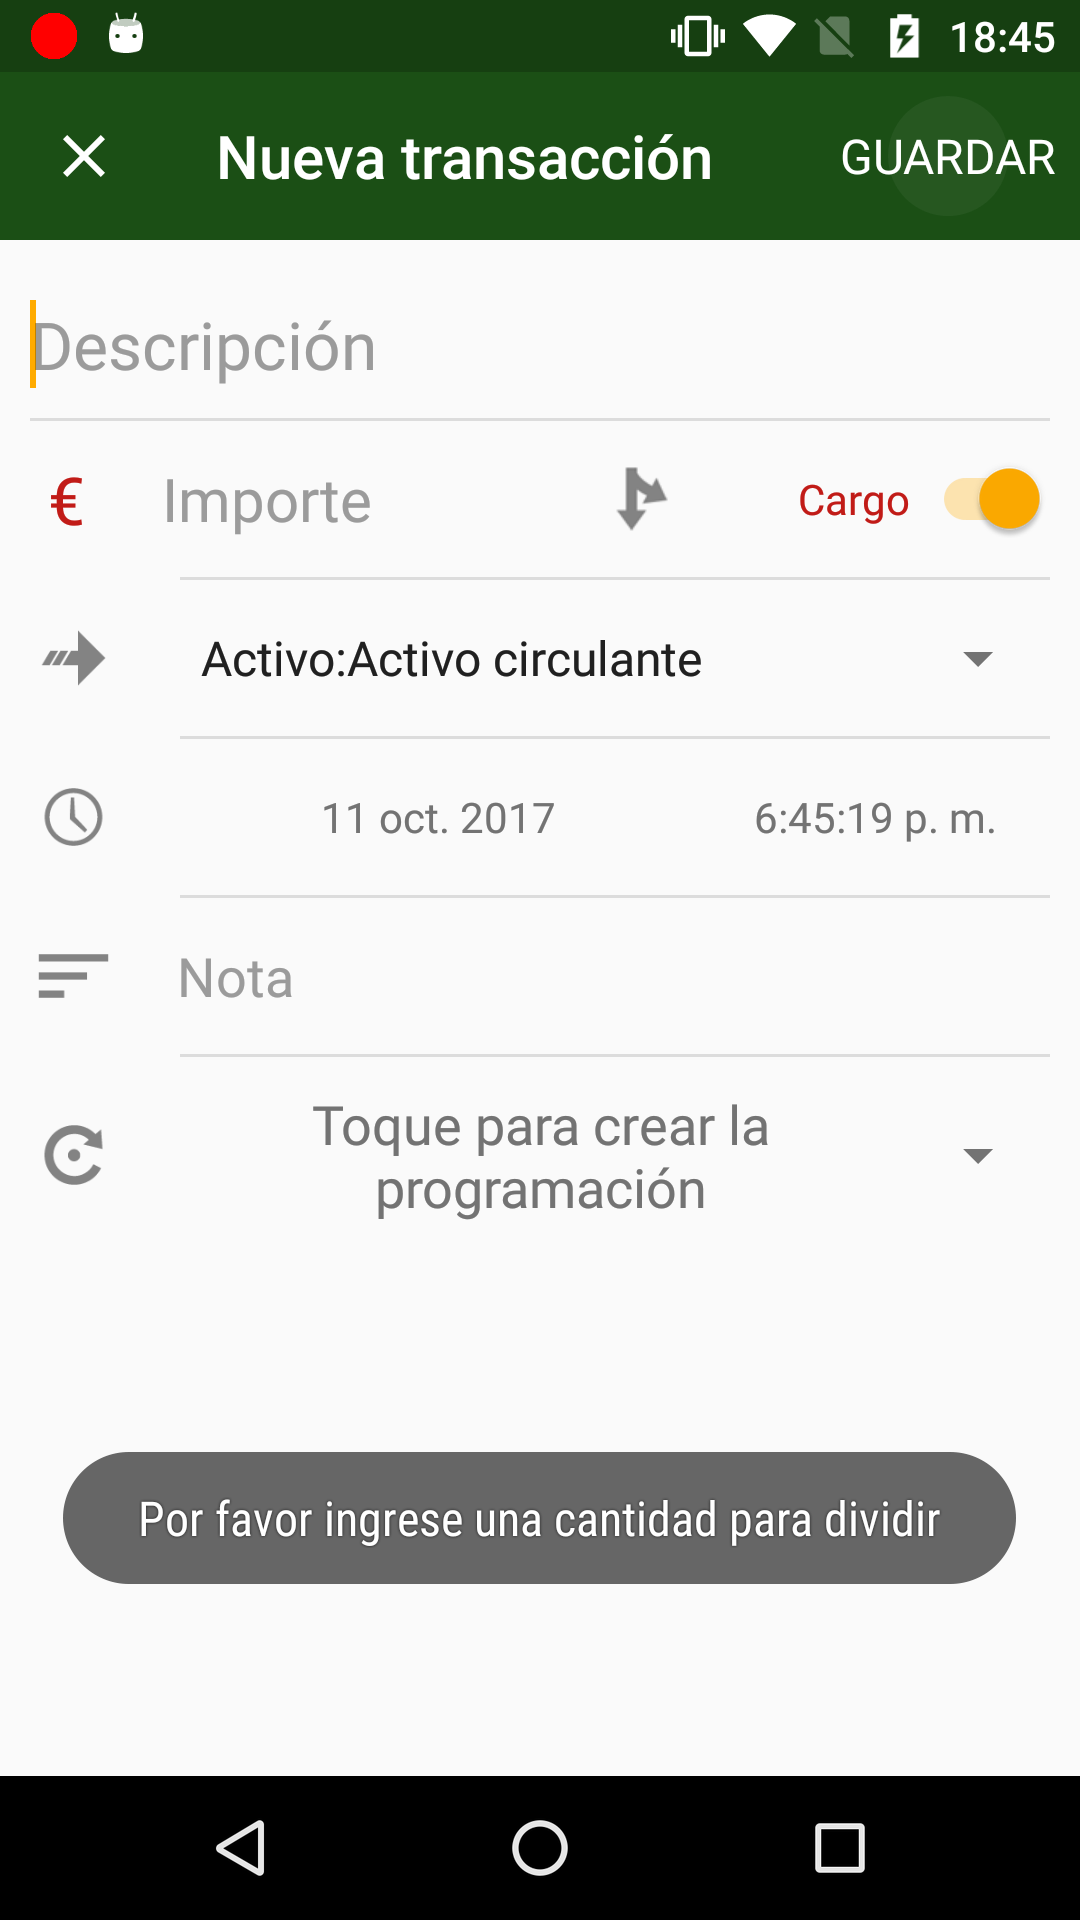 18:45
Nueva transacción
GUARDAR
Descripción
€ Importe Cargo
Activo:Activo circulante
11 oct. 2017 6:45:19 p. m.
Nota
Toque para crear la
programación
Por favor ingrese una cantidad para dividir